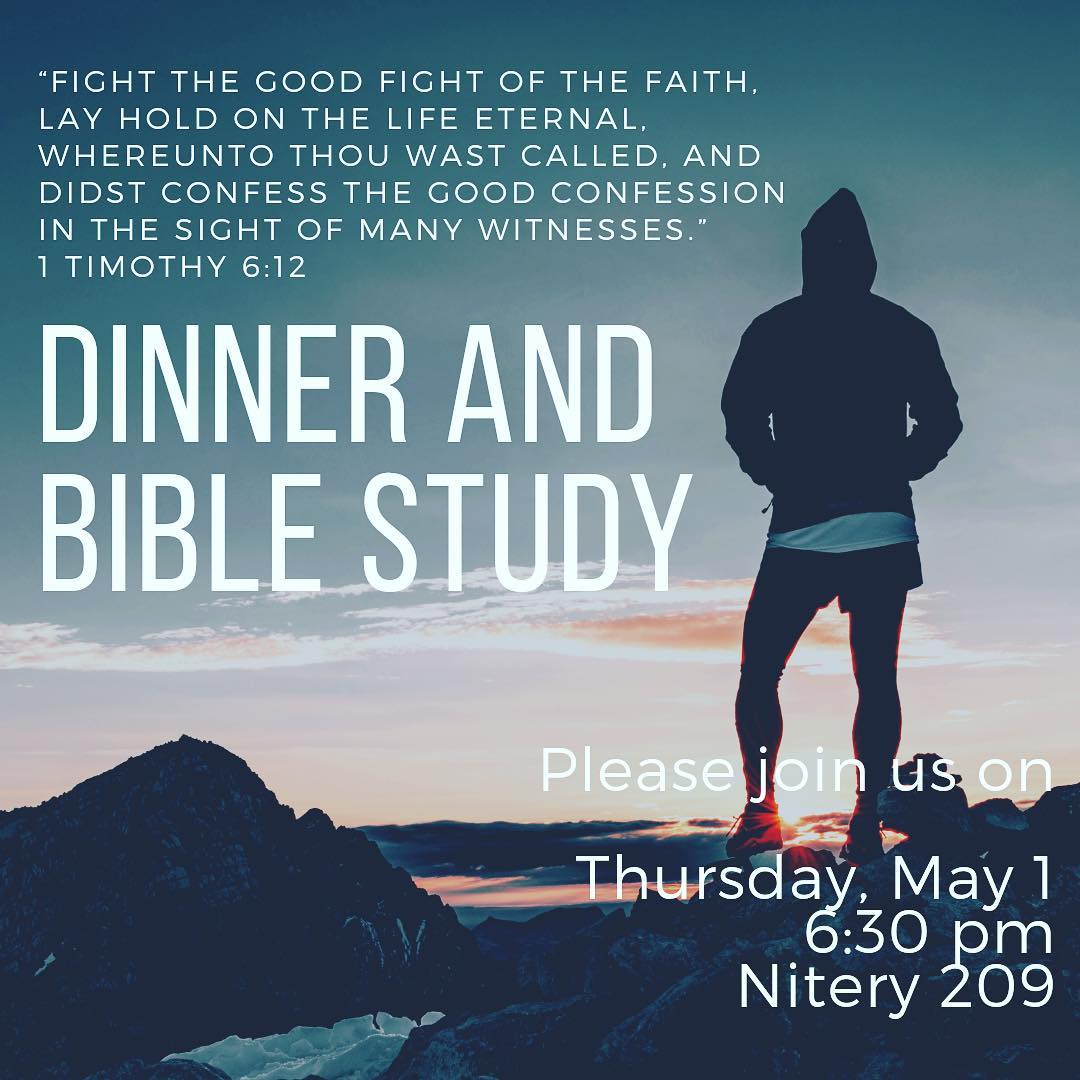 “FIGHT THE GOOD FIGHT OF THE FAITH,
LAY HOLD ON THE LIFE ETERNAL,
WHEREUNTO THOU WAST CALLED, AND
DIDST CONFESS THE GOOD CONFESSION
IN THE SIGHT OF MANY WITNESSES.”
1 TIMOTHY 6:12
DINNER AND
BIBLE STUDY
Please join us on
Thursday, May 1
6:30 pm
Nitery 209